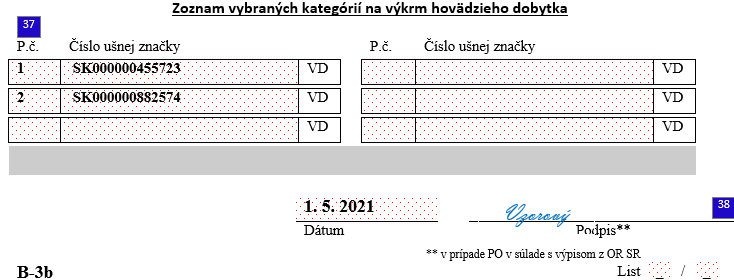 Zoznam vybraných kategórií na výkrm hovädzieho dobytka
37
P.č. Číslo ušnej značky P.č. Číslo ušnej značky
1 SK000000455723 VD VD
2 SK000000882574 VD VD
VD VD
1. 5. 2021 Vzorový 38
Dátum Podpis**
** v prípade PO v súlade s výpisom z OR SR
B-3b List /